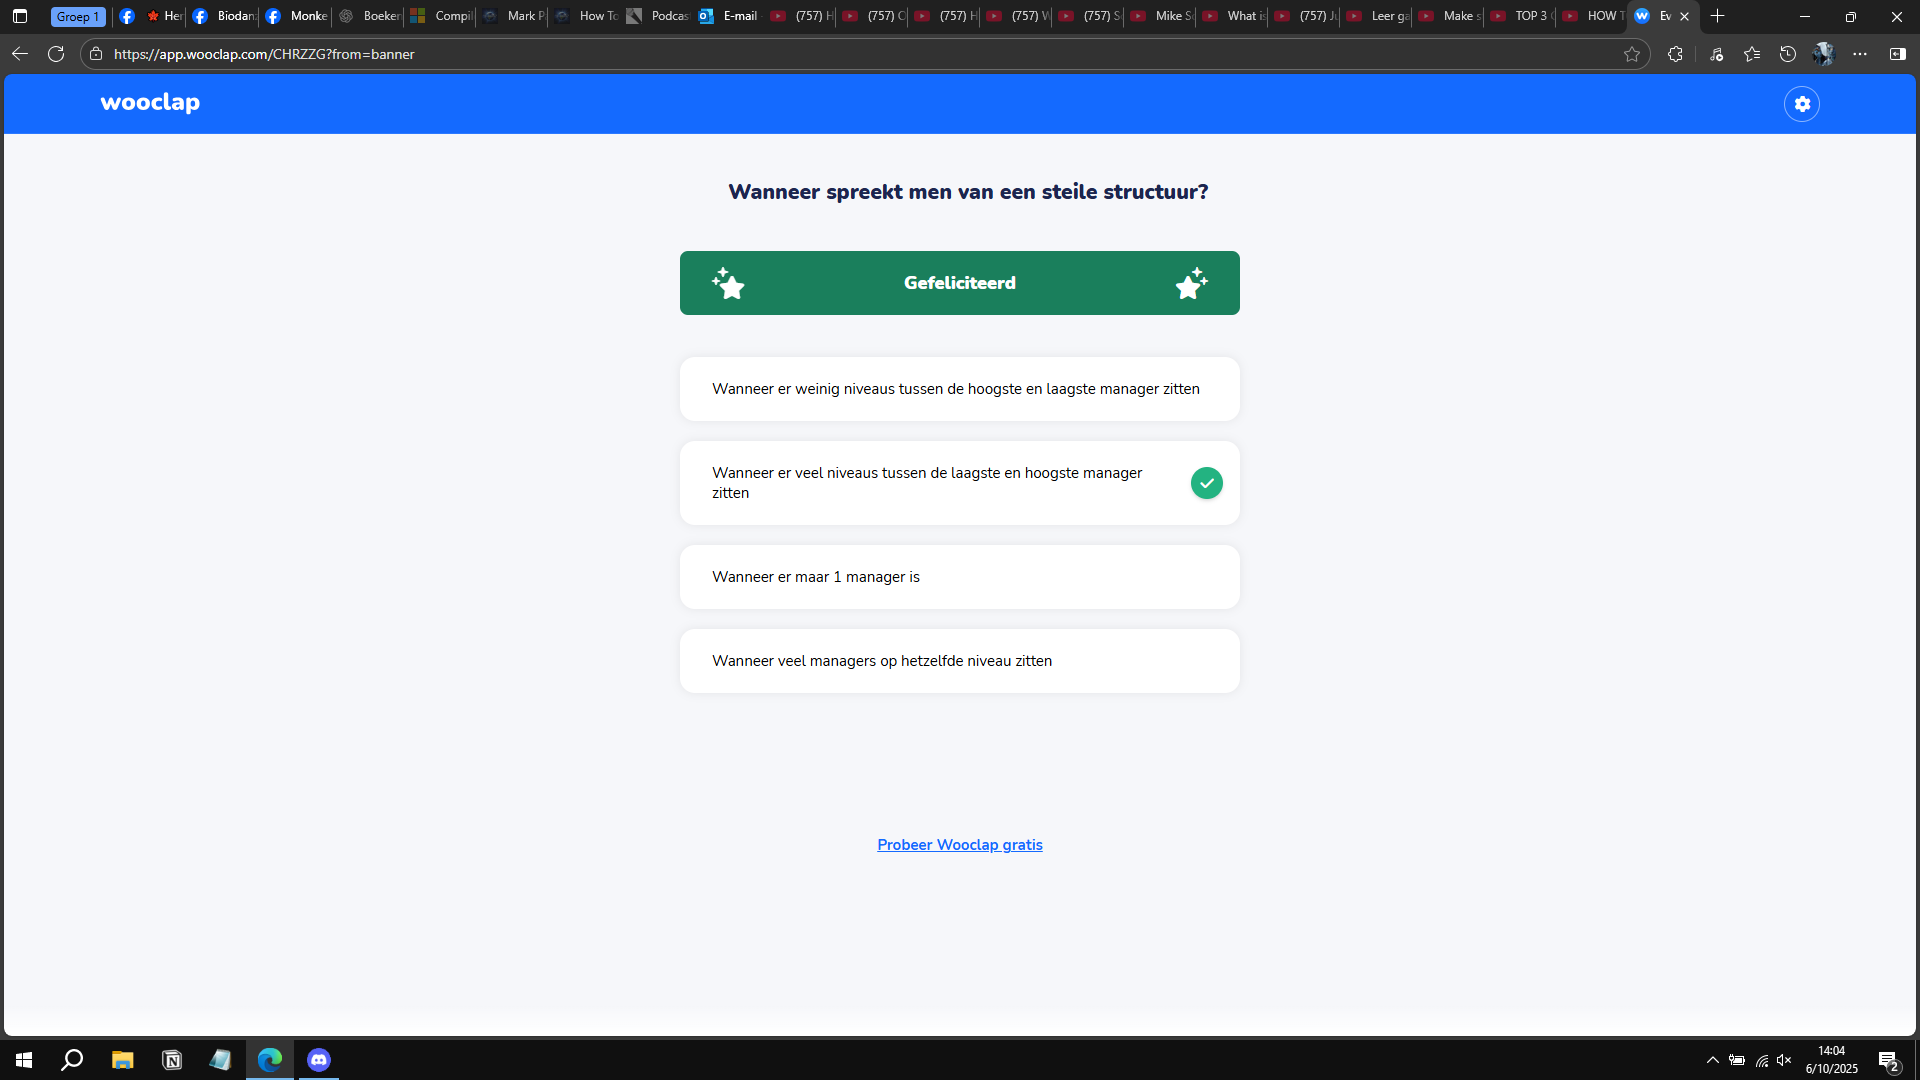 Groep 1
Her
Biodan
Monke
Boeken
Compil
Mark P
How To
Podcas
E-mail
(757) H
(757) C
(757) H
(757) W
(757) S
Mike S
What is
(757) Ju
Leer ga
Make s
TOP 3
HOW T
Ev
https://app.wooclap.com/CHRZZG?from=banner
wooclap
Wanneer spreekt men van een steile structuur?
Gefeliciteerd
Wanneer er weinig niveaus tussen de hoogste en laagste manager zitten
Wanneer er veel niveaus tussen de laagste en hoogste manager
zitten
Wanneer er maar 1 manager is
Wanneer veel managers op hetzelfde niveau zitten
Probeer Wooclap gratis
14:04
6/10/2025
2